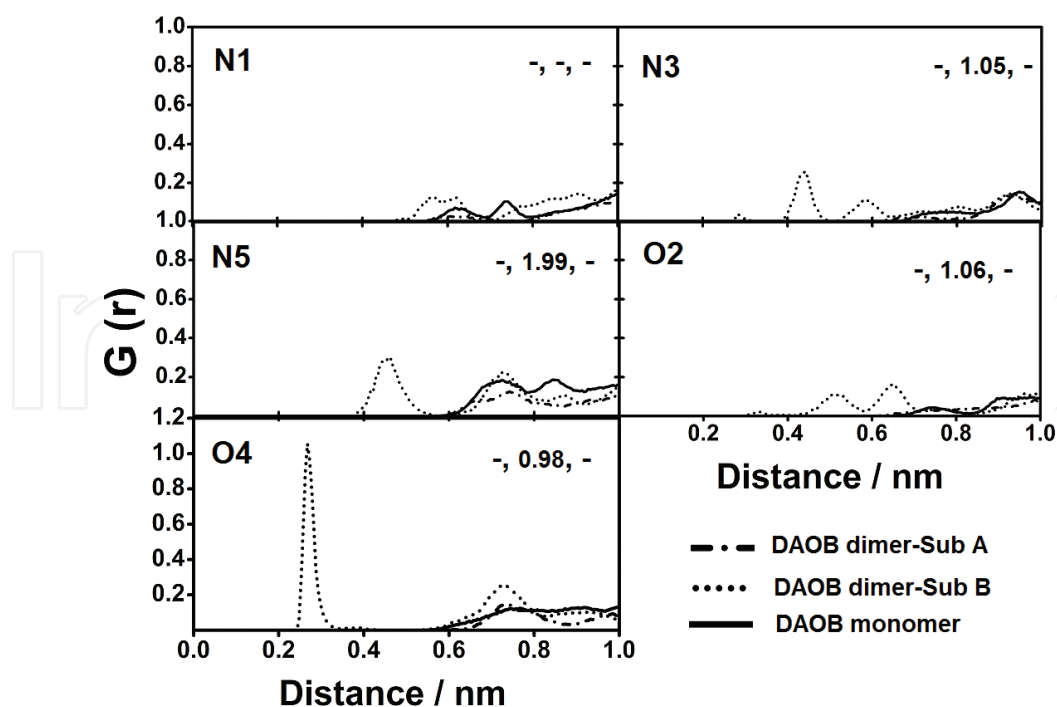 1.0
N1
-, -, -
N3
-, 1.05, -
0.8
0.6
0.4
0.2
1.0
N5
-, 1.99, -
O2
-, 1.06, -
0.8
0.6
0.4
0.2
1.2
0.2 0.4 0.6 0.8 1.0
G (r)
O4
-, 0.98, -
1.0
0.8
0.6
0.4
0.2
Distance / nm
DAOB dimer-Sub A
DAOB dimer-Sub B
DAOB monomer
0.0 0.2 0.4 0.6 0.8 1.0
Distance / nm